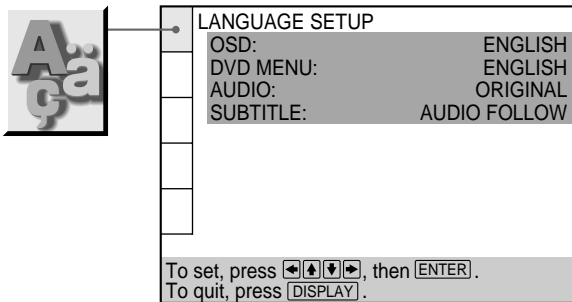 Aäç
LANGUAGE SETUP
OSD: ENGLISH
DVD MENU: ENGLISH
AUDIO: ORIGINAL
SUBTITLE: AUDIO FOLLOW
To set, press ←↑↓→, then ENTER.
To quit, press DISPLAY.